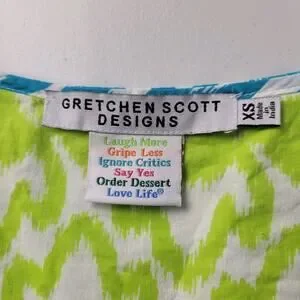 GRETCHEN SCOTT
DESIGNS
XS
Made
in
India
Laugh More
Gripe Less
Ignore Critics
Say Yes
Order Dessert
Love Life®